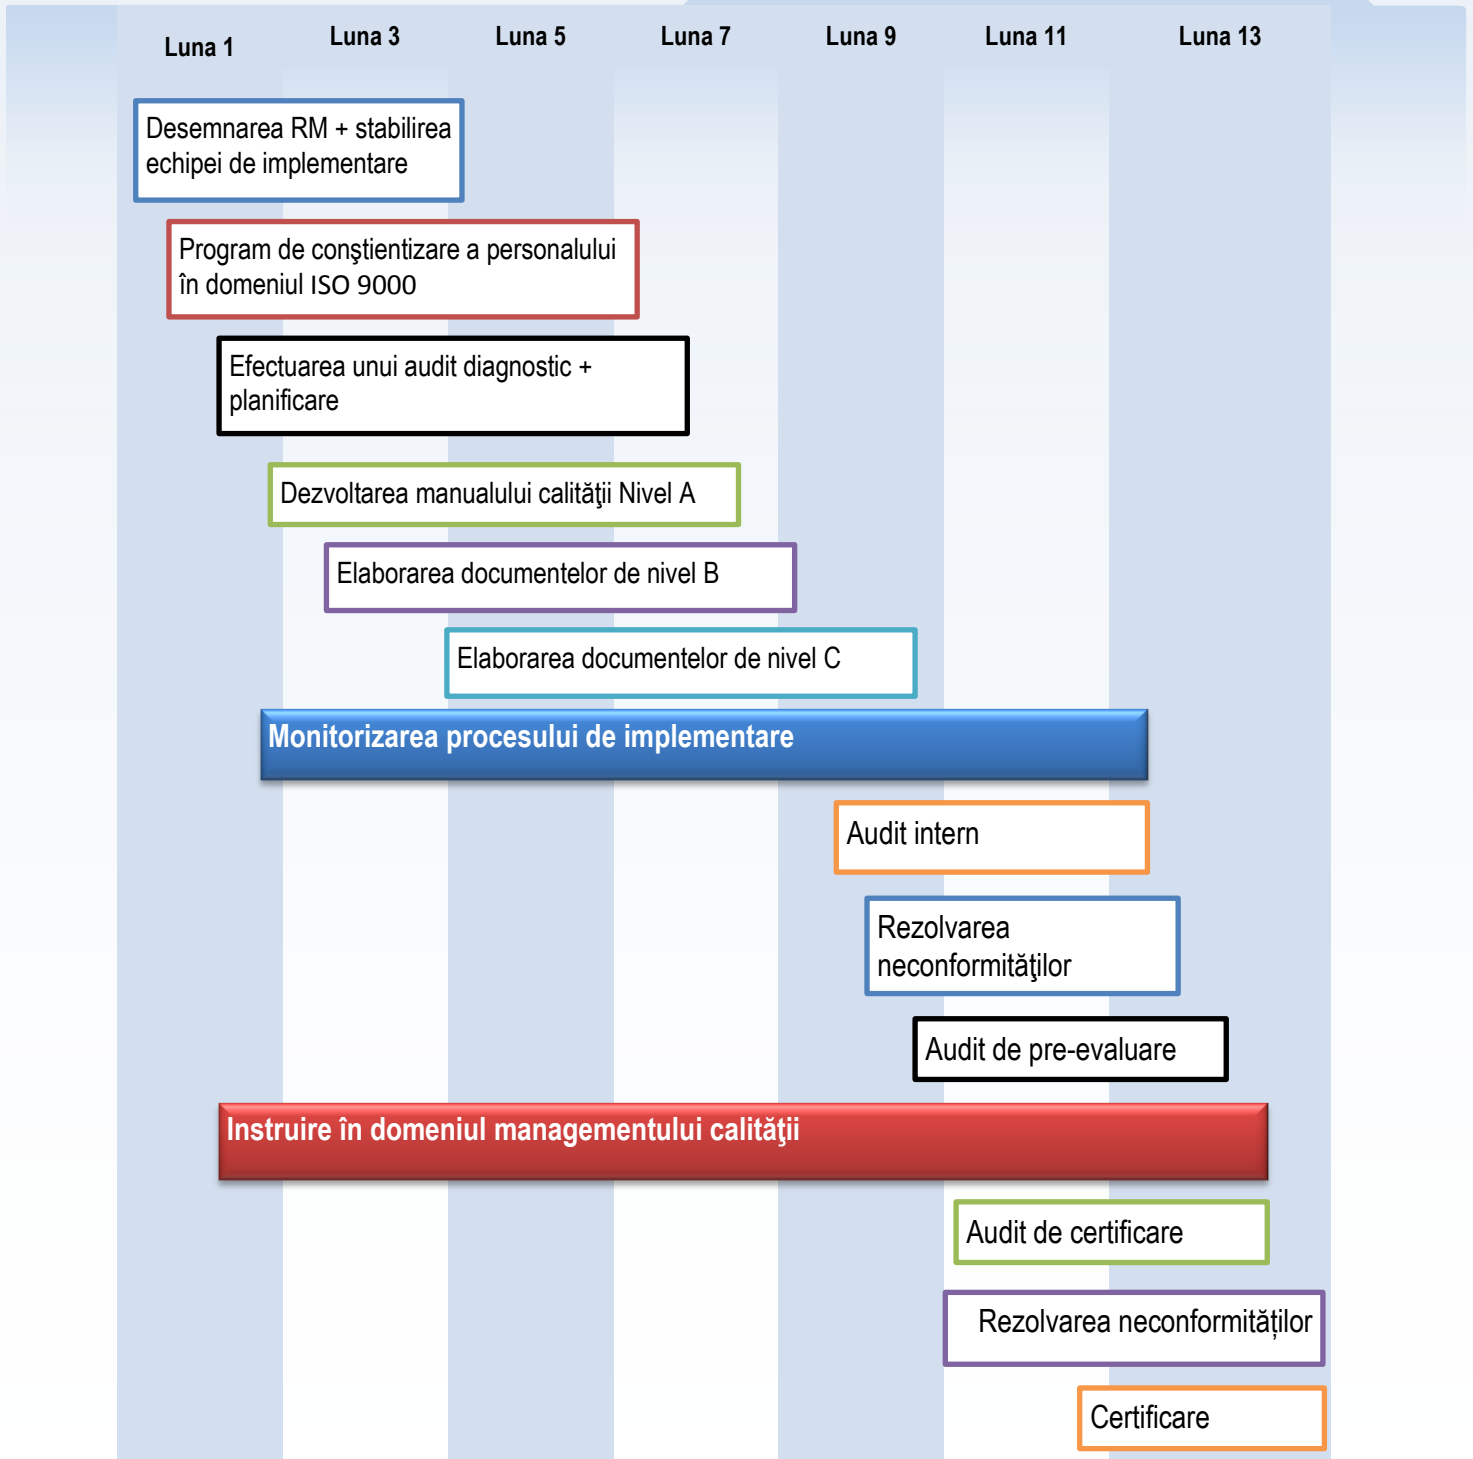 Luna 1
Luna 3
Luna 5
Luna 7
Luna 9
Luna 11
Luna 13
Desemnarea RM + stabilirea
echipei de implementare
Program de conştientizare a personalului
în domeniul ISO 9000
Efectuarea unui audit diagnostic +
planificare
Dezvoltarea manualului calităţii Nivel A
Elaborarea documentelor de nivel B
Elaborarea documentelor de nivel C
Monitorizarea procesului de implementare
Audit intern
Rezolvarea
neconformităţilor
Audit de pre-evaluare
Instruire în domeniul managementului calităţii
Audit de certificare
Rezolvarea neconformităților
Certificare